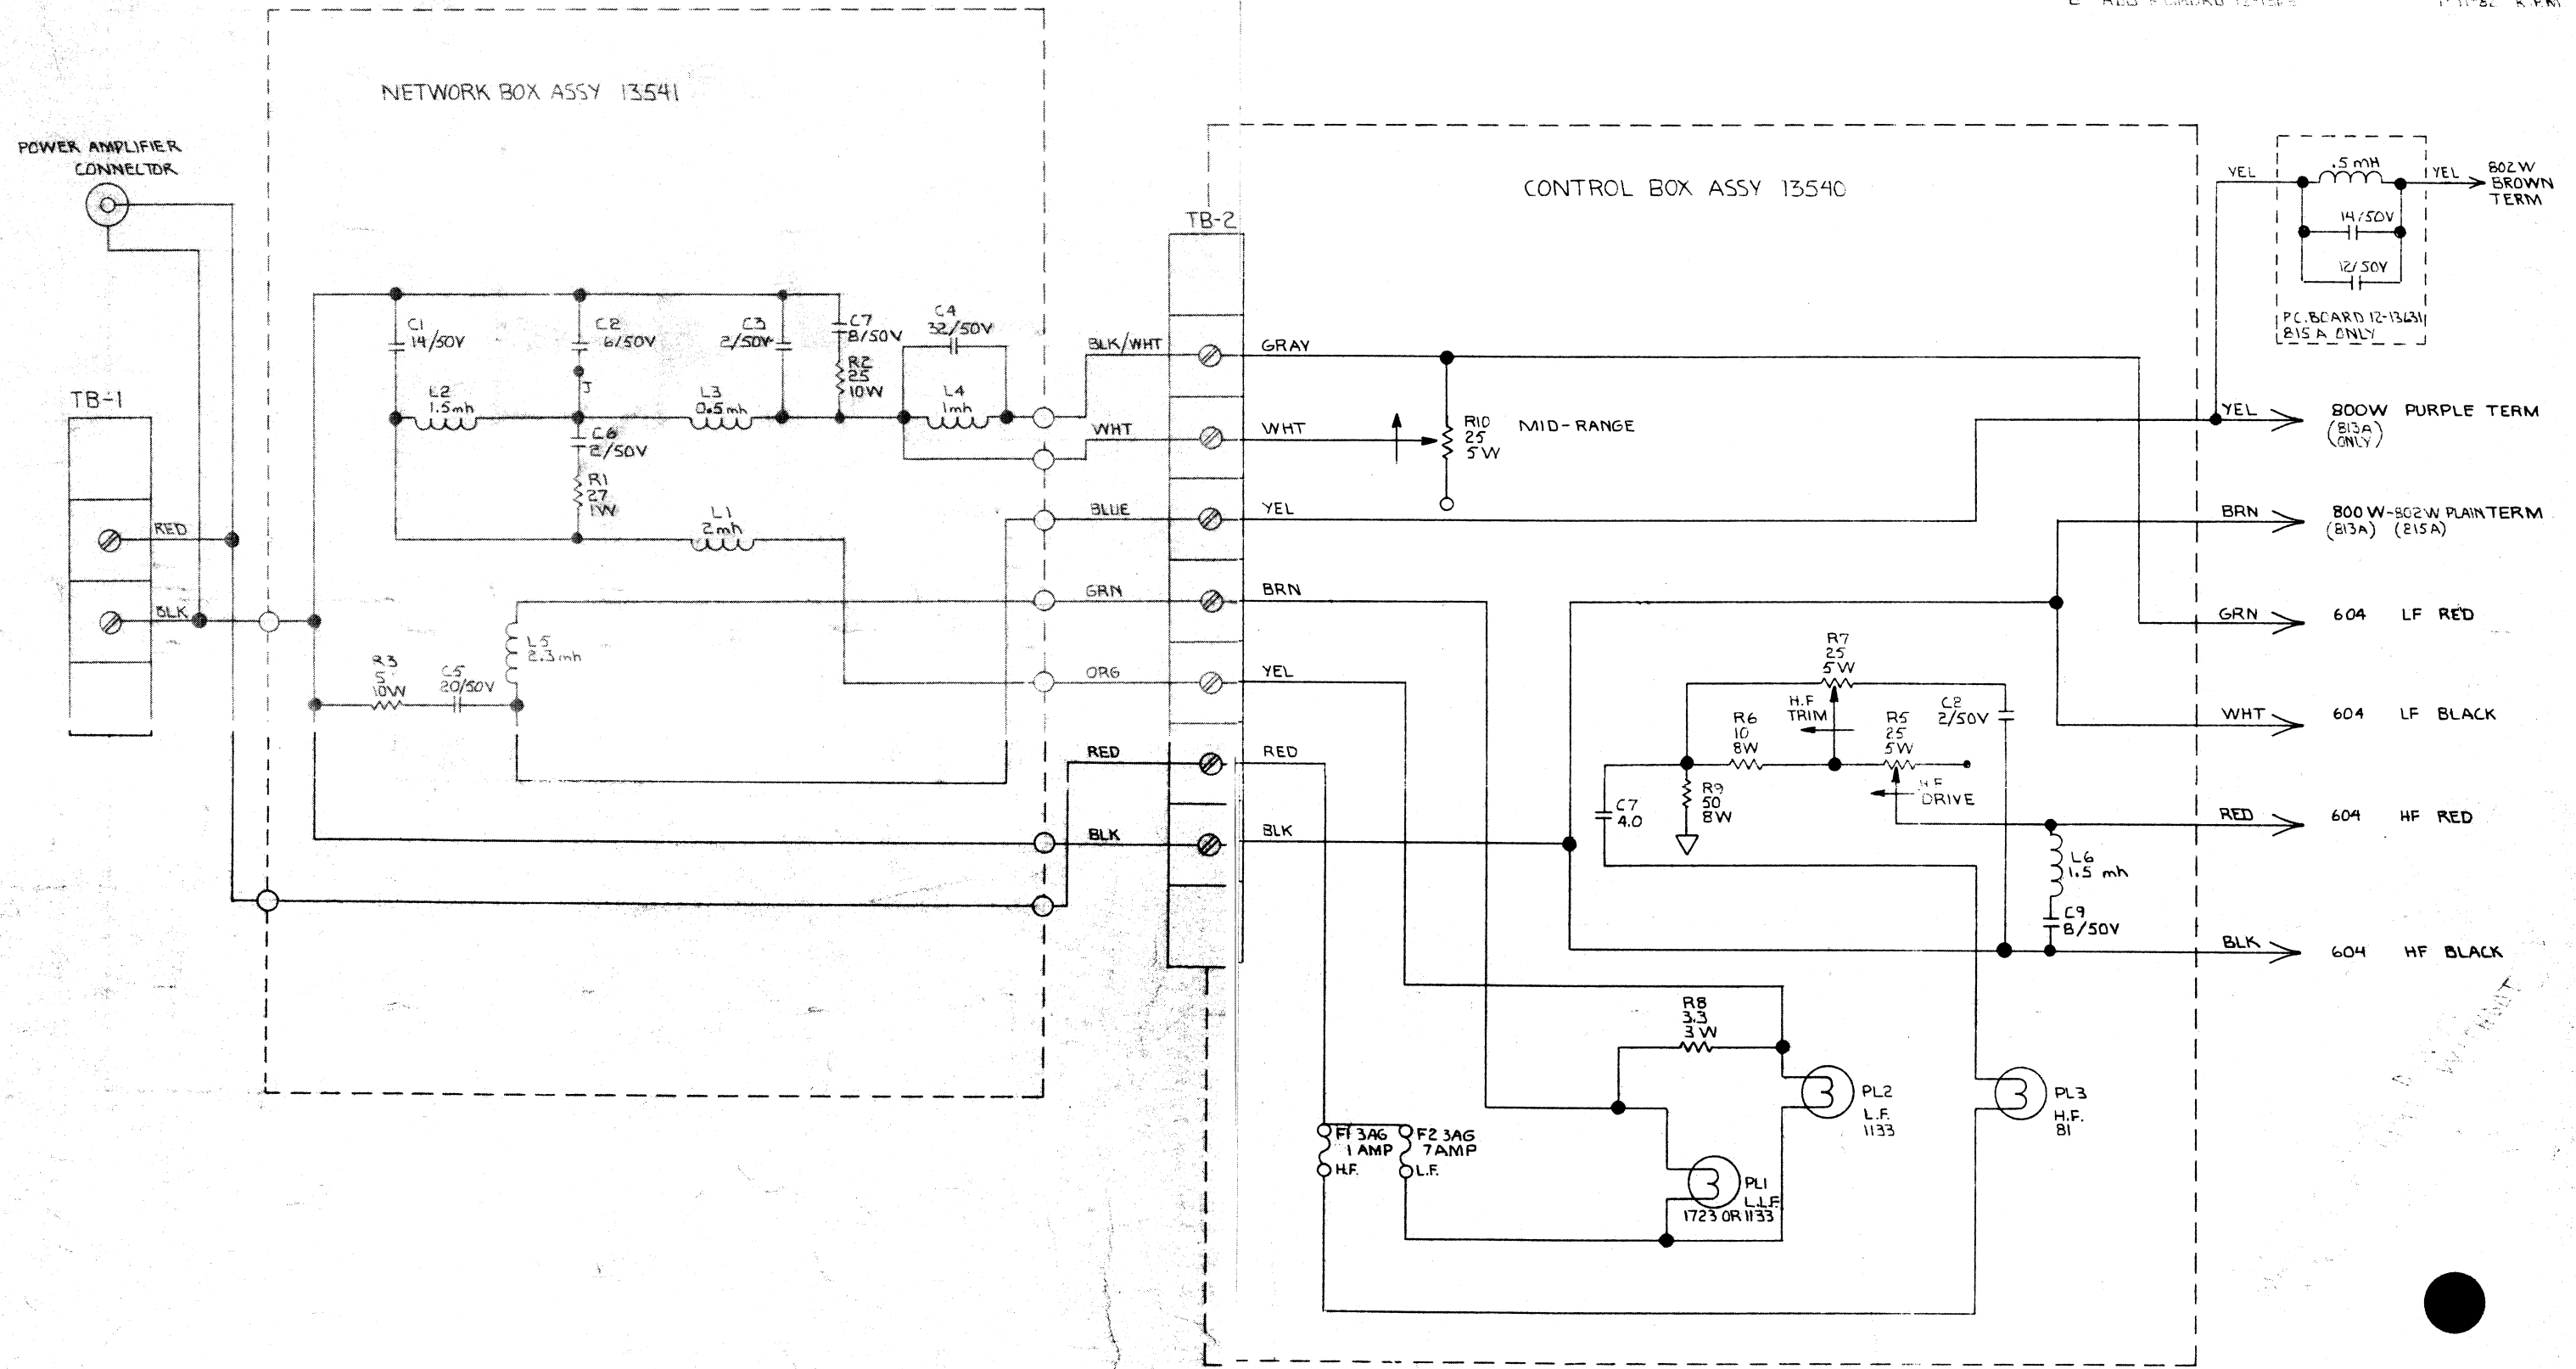 NETWORK BOX ASSY 13541
POWER AMPLIFIER
CONNECTOR
TB-1
RED
BLK
C1
14/50V
C2
6/50V
C3
2/50V
C7
8/50V
R2
25
10W
C4
32/50V
L2
1.5mh
J
L3
0.5mh
L4
1mh
C6
2/50V
R1
27
1W
L1
2mh
L5
2.3mh
R3
5
10W
C5
20/50V
BLK/WHT
WHT
BLUE
GRN
ORG
RED
BLK
TB-2
CONTROL BOX ASSY 13540
GRAY
WHT
YEL
BRN
YEL
RED
BLK
R10
25
5W
MID-RANGE
R7
25
5W
H.F
TRIM
R6
10
8W
R5
25
5W
C2
2/50V
H.F
DRIVE
C7
4.0
R9
50
8W
L6
1.5 mh
C9
8/50V
R8
3.3
3W
PL2
L.F.
1133
PL3
H.F.
81
F1 3AG
1 AMP
H.F.
F2 3AG
7AMP
L.F.
PL1
L.L.F.
1723 OR 1133
YEL
.5 mH
YEL
802W
BROWN
TERM
14/50V
12/50V
P.C. BOARD 12-13631
815A ONLY
YEL
800W PURPLE TERM
(813A)
ONLY
BRN
800W-802W PLAIN TERM
(813A) (815A)
GRN
604 LF RED
WHT
604 LF BLACK
RED
604 HF RED
BLK
604 HF BLACK